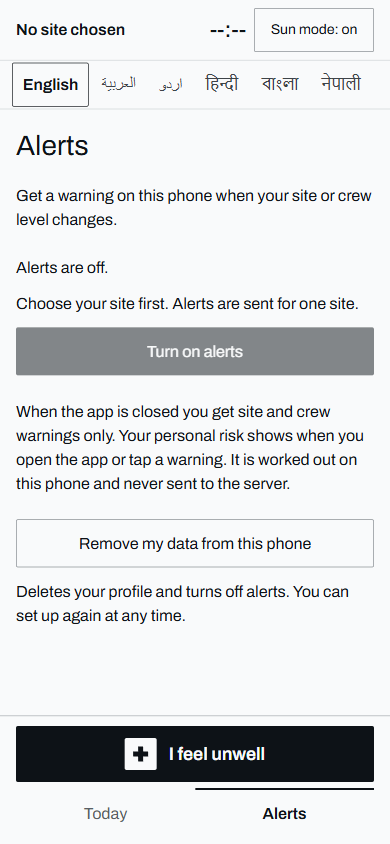 No site chosen
--:--
Sun mode: on
English
العربية
اردو
हिन्दी
বাংলা
नेपाली
Alerts
Get a warning on this phone when your site or crew
level changes.
Alerts are off.
Choose your site first. Alerts are sent for one site.
Turn on alerts
When the app is closed you get site and crew
warnings only. Your personal risk shows when you
open the app or tap a warning. It is worked out on
this phone and never sent to the server.
Remove my data from this phone
Deletes your profile and turns off alerts. You can
set up again at any time.
I feel unwell
Today
Alerts